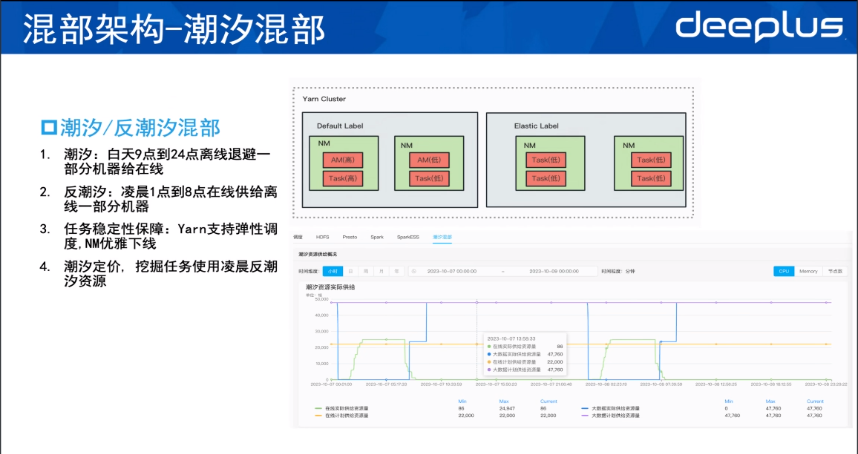 混部架构-潮汐混部
deeplus
潮汐/反潮汐混部
1. 潮汐：白天9点到24点离线退避一
部分机器给在线
2. 反潮汐：凌晨1点到8点在线供给离
线一部分机器
3. 任务稳定性保障：Yarn支持弹性调
度,NM优雅下线
4. 潮汐定价，挖掘任务使用凌晨反潮
汐资源
Yarn Cluster
Default Label
NM
AM(高)
Task(高)
NM
AM(低)
Task(低)
Elastic Label
NM
Task(低)
Task(低)
NM
Task(低)
Task(低)
HDFS Presto Spark SparkESS 潮汐混部
潮汐资源供给概末
时间维度: 小时
2023-10-07 00:00:00 - 2023-10-09 00:00:00
时间粒度: 分钟
CPU Memory 节点数
潮汐资源实际供给
50,000
40,000
30,000
20,000
10,000
0
2023-10-07 13:55:33
在线实际供给资源量 96
大数据实际供给资源量 47,760
在线计划供给资源量 22,000
大数据计划供给资源量 47,760
Min Max Current
在线实际供给资源量 96 24,647 96
在线计划供给资源量 22,000 22,000 22,000
Min Max Current
大数据实际供给资源量 0 47,760 47,760
大数据计划供给资源量 47,760 47,760 47,760